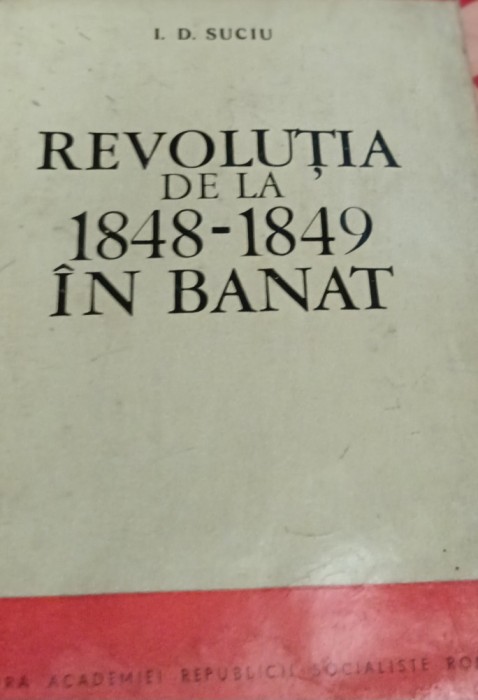 I. D. SUCIU
REVOLUȚIA
DE LA
1848-1849
ÎN BANAT
ACADEMIEI REPUBLICII SOCIALISTE